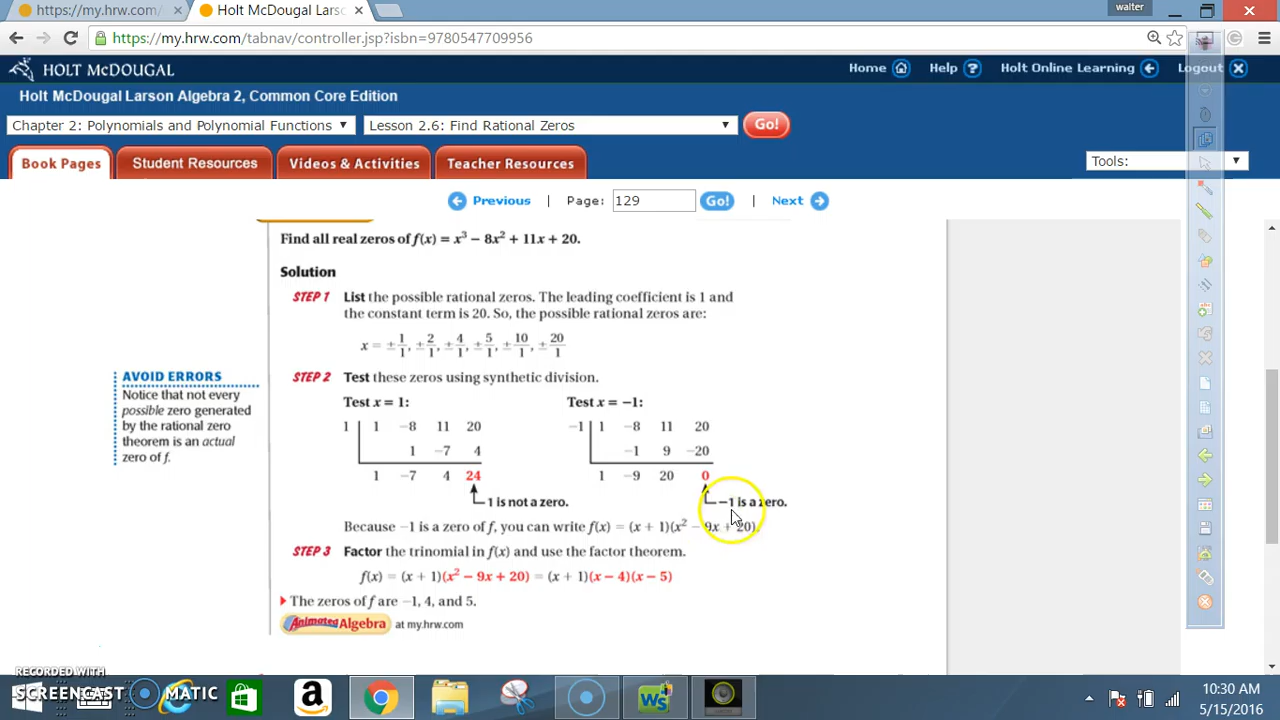 https://my.hrw.com/tabnav/
Holt McDougal Larson Alge
walter
https://my.hrw.com/tabnav/controller.jsp?isbn=9780547709956
HOLT MCDOUGAL
Home
Help ?
Holt Online Learning
Logout
Holt McDougal Larson Algebra 2, Common Core Edition
Chapter 2: Polynomials and Polynomial Functions
Lesson 2.6: Find Rational Zeros
Go!
Book Pages
Student Resources
Videos & Activities
Teacher Resources
Tools:
Previous | Page: 129 Go! | Next
Find all real zeros of f(x) = x³ − 8x² + 11x + 20.
Solution
STEP 1 List the possible rational zeros. The leading coefficient is 1 and
the constant term is 20. So, the possible rational zeros are:
x = ±1/1, ±2/1, ±4/1, ±5/1, ±10/1, ±20/1
AVOID ERRORS
Notice that not every
possible zero generated
by the rational zero
theorem is an actual
zero of f.
STEP 2 Test these zeros using synthetic division.
Test x = 1:
Test x = −1:
1 | 1 −8 11 20
1 −7 4
1 −7 4 24
1 is not a zero.
−1 | 1 −8 11 20
−1 9 −20
1 −9 20 0
−1 is a zero.
Because −1 is a zero of f, you can write f(x) = (x + 1)(x² − 9x + 20).
STEP 3 Factor the trinomial in f(x) and use the factor theorem.
f(x) = (x + 1)(x² − 9x + 20) = (x + 1)(x − 4)(x − 5)
The zeros of f are −1, 4, and 5.
Animated Algebra at my.hrw.com
RECORDED WITH
SCREENCAST MATIC
10:30 AM
5/15/2016